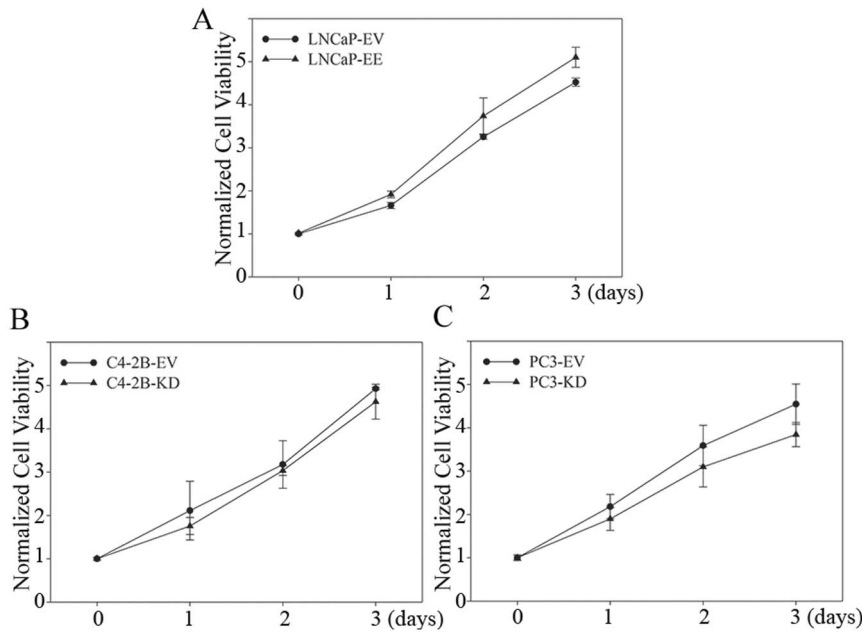 A
LNCaP-EV
LNCaP-EE
Normalized Cell Viability
5
4
3
2
1
0
0 1 2 3 (days)
B
C4-2B-EV
C4-2B-KD
Normalized Cell Viability
5
4
3
2
1
0
0 1 2 3 (days)
C
PC3-EV
PC3-KD
Normalized Cell Viability
5
4
3
2
1
0
0 1 2 3 (days)